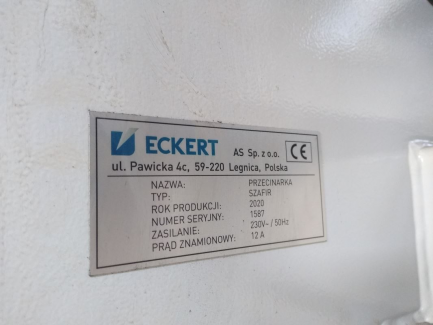 ECKERT AS Sp. z o.o. CE
ul. Pawicka 4c, 59-220 Legnica, Polska
NAZWA: PRZECINARKA
TYP: SZAFIR
ROK PRODUKCJI: 2020
NUMER SERYJNY: 1587
ZASILANIE: 230V~ / 50Hz
PRĄD ZNAMIONOWY: 12 A